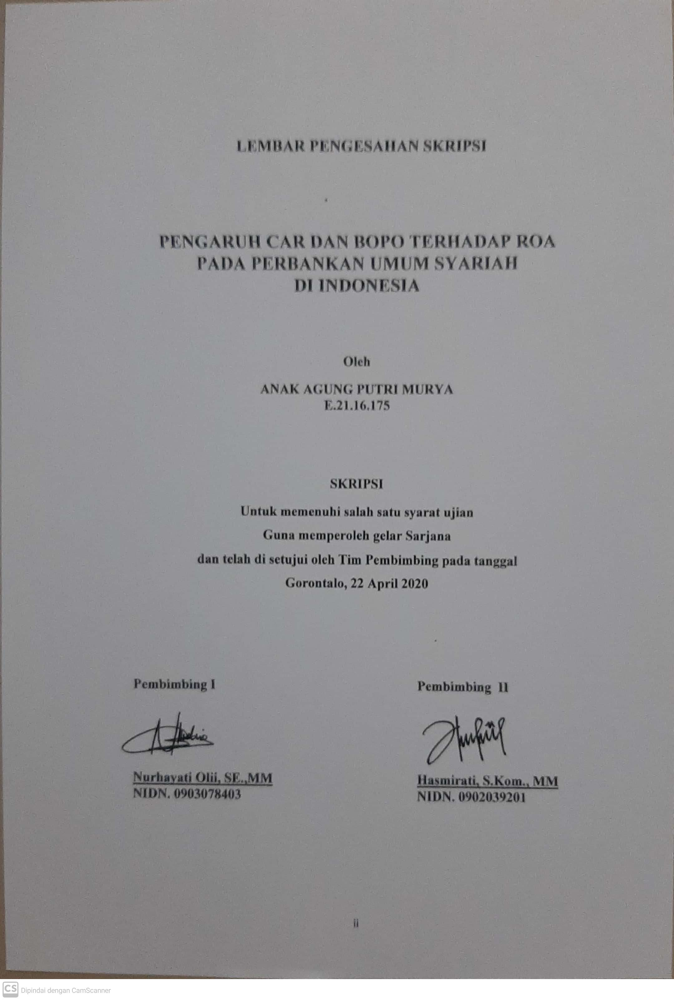 LEMBAR PENGESAHAN SKRIPSI
PENGARUH CAR DAN BOPO TERHADAP ROA
PADA PERBANKAN UMUM SYARIAH
DI INDONESIA
Oleh
ANAK AGUNG PUTRI MURYA
E.21.16.175
SKRIPSI
Untuk memenuhi salah satu syarat ujian
Guna memperoleh gelar Sarjana
dan telah di setujui oleh Tim Pembimbing pada tanggal
Gorontalo, 22 April 2020
Pembimbing I
Pembimbing II
Nurhayati Olii, SE.,MM
NIDN. 0903078403
Hasmirati, S.Kom., MM
NIDN. 0902039201
ii
CS Dipindai dengan CamScanner